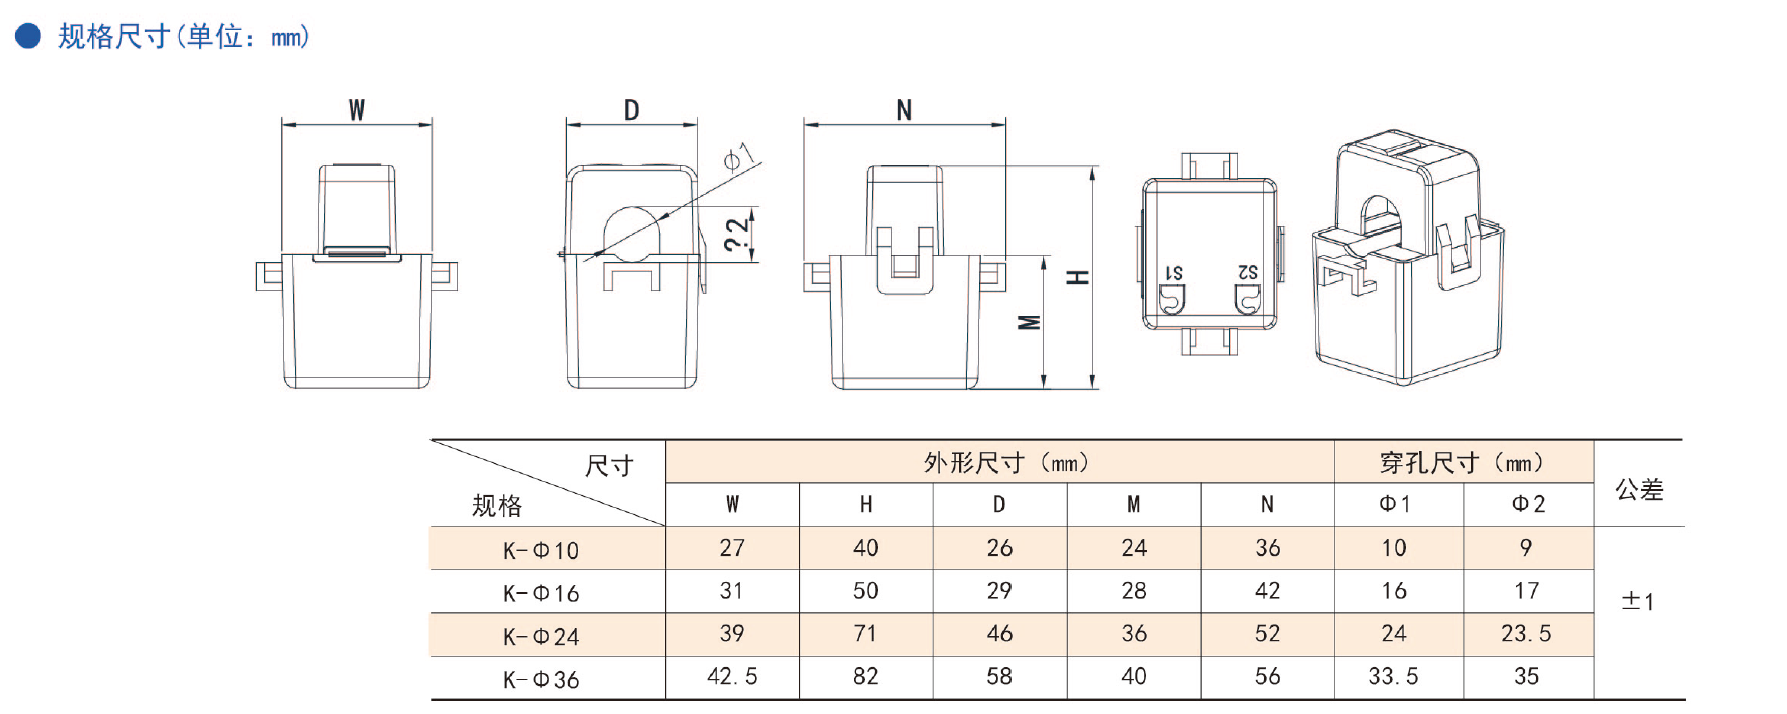 规格尺寸(单位：mm)
W
D
N
Φ1
?2
H
M
S1
S2
尺寸
规格
外形尺寸（mm）
穿孔尺寸（mm）
公差
W H D M N Φ1 Φ2
K-Φ10 27 40 26 24 36 10 9
K-Φ16 31 50 29 28 42 16 17
±1
K-Φ24 39 71 46 36 52 24 23.5
K-Φ36 42.5 82 58 40 56 33.5 35